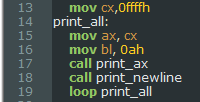 13 mov cx,0ffffh
14 print_all:
15 mov ax, cx
16 mov bl, 0ah
17 call print_ax
18 call print_newline
19 loop print_all